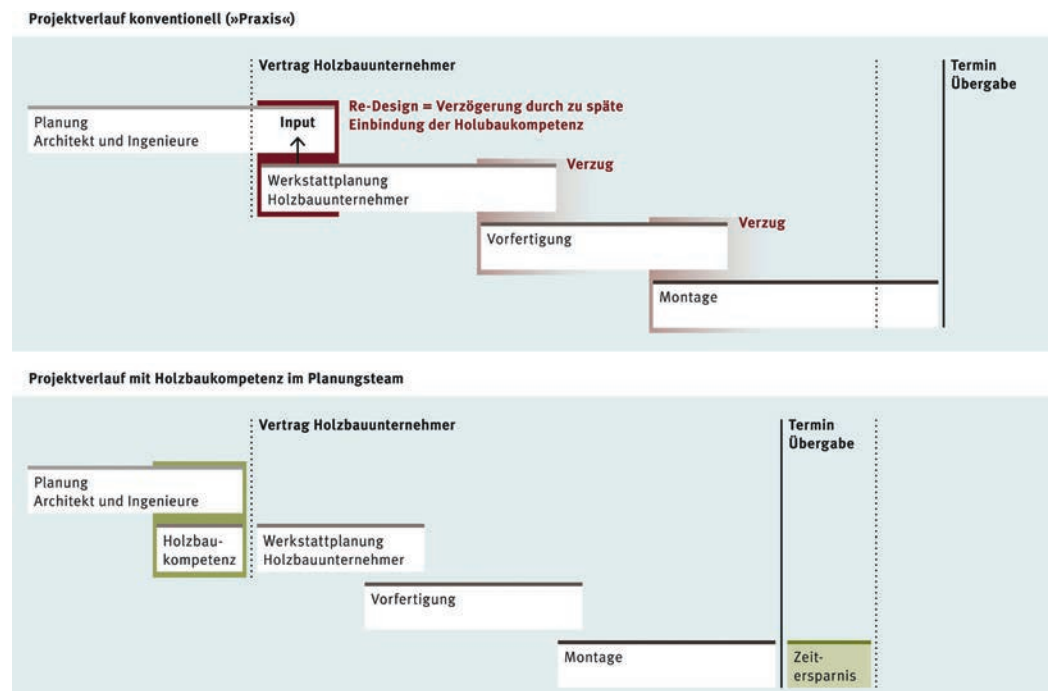 Projektverlauf konventionell (»Praxis«)
Vertrag Holzbauunternehmer
Termin
Übergabe
Re-Design = Verzögerung durch zu späte
Einbindung der Holubaukompetenz
Planung
Architekt und Ingenieure
Input
Verzug
Werkstattplanung
Holzbauunternehmer
Verzug
Vorfertigung
Montage
Projektverlauf mit Holzbaukompetenz im Planungsteam
Vertrag Holzbauunternehmer
Termin
Übergabe
Planung
Architekt und Ingenieure
Holzbau-
kompetenz
Werkstattplanung
Holzbauunternehmer
Vorfertigung
Montage
Zeit-
ersparnis